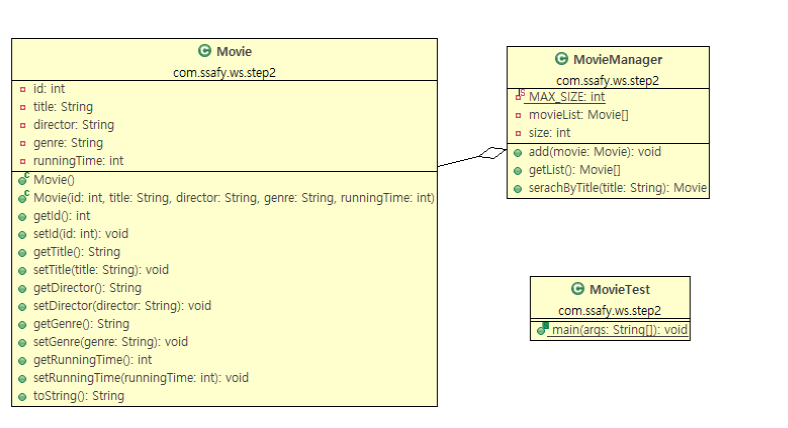 Movie
com.ssafy.ws.step2
id: int
title: String
director: String
genre: String
runningTime: int
Movie()
Movie(id: int, title: String, director: String, genre: String, runningTime: int)
getId(): int
setId(id: int): void
getTitle(): String
setTitle(title: String): void
getDirector(): String
setDirector(director: String): void
getGenre(): String
setGenre(genre: String): void
getRunningTime(): int
setRunningTime(runningTime: int): void
toString(): String
MovieManager
com.ssafy.ws.step2
MAX_SIZE: int
movieList: Movie[]
size: int
add(movie: Movie): void
getList(): Movie[]
serachByTitle(title: String): Movie
MovieTest
com.ssafy.ws.step2
main(args: String[]): void